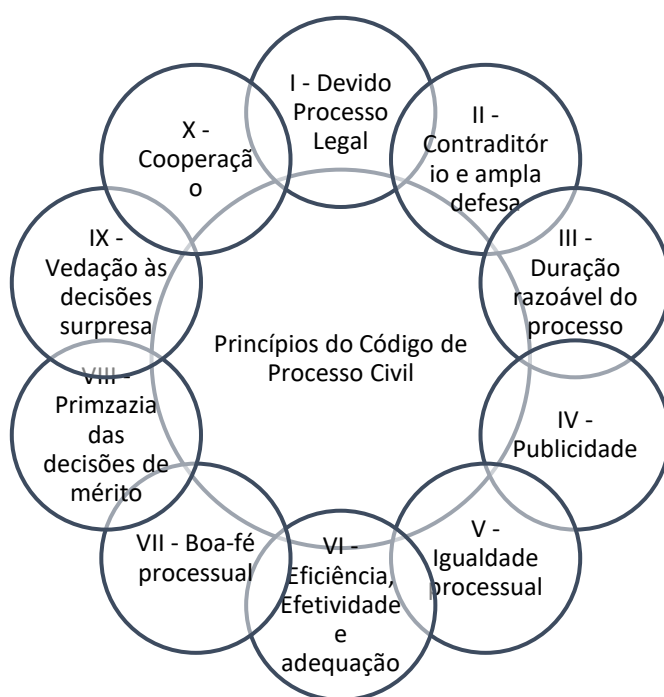 I - Devido
Processo
Legal
II -
Contraditór
io e ampla
defesa
III -
Duração
razoável do
processo
IV -
Publicidade
V -
Igualdade
processual
VI -
Eficiência,
Efetividade
e
adequação
VII - Boa-fé
processual
VIII -
Primzazia
das
decisões de
mérito
IX -
Vedação às
decisões
surpresa
X -
Cooperaçã
o
Princípios do Código de
Processo Civil